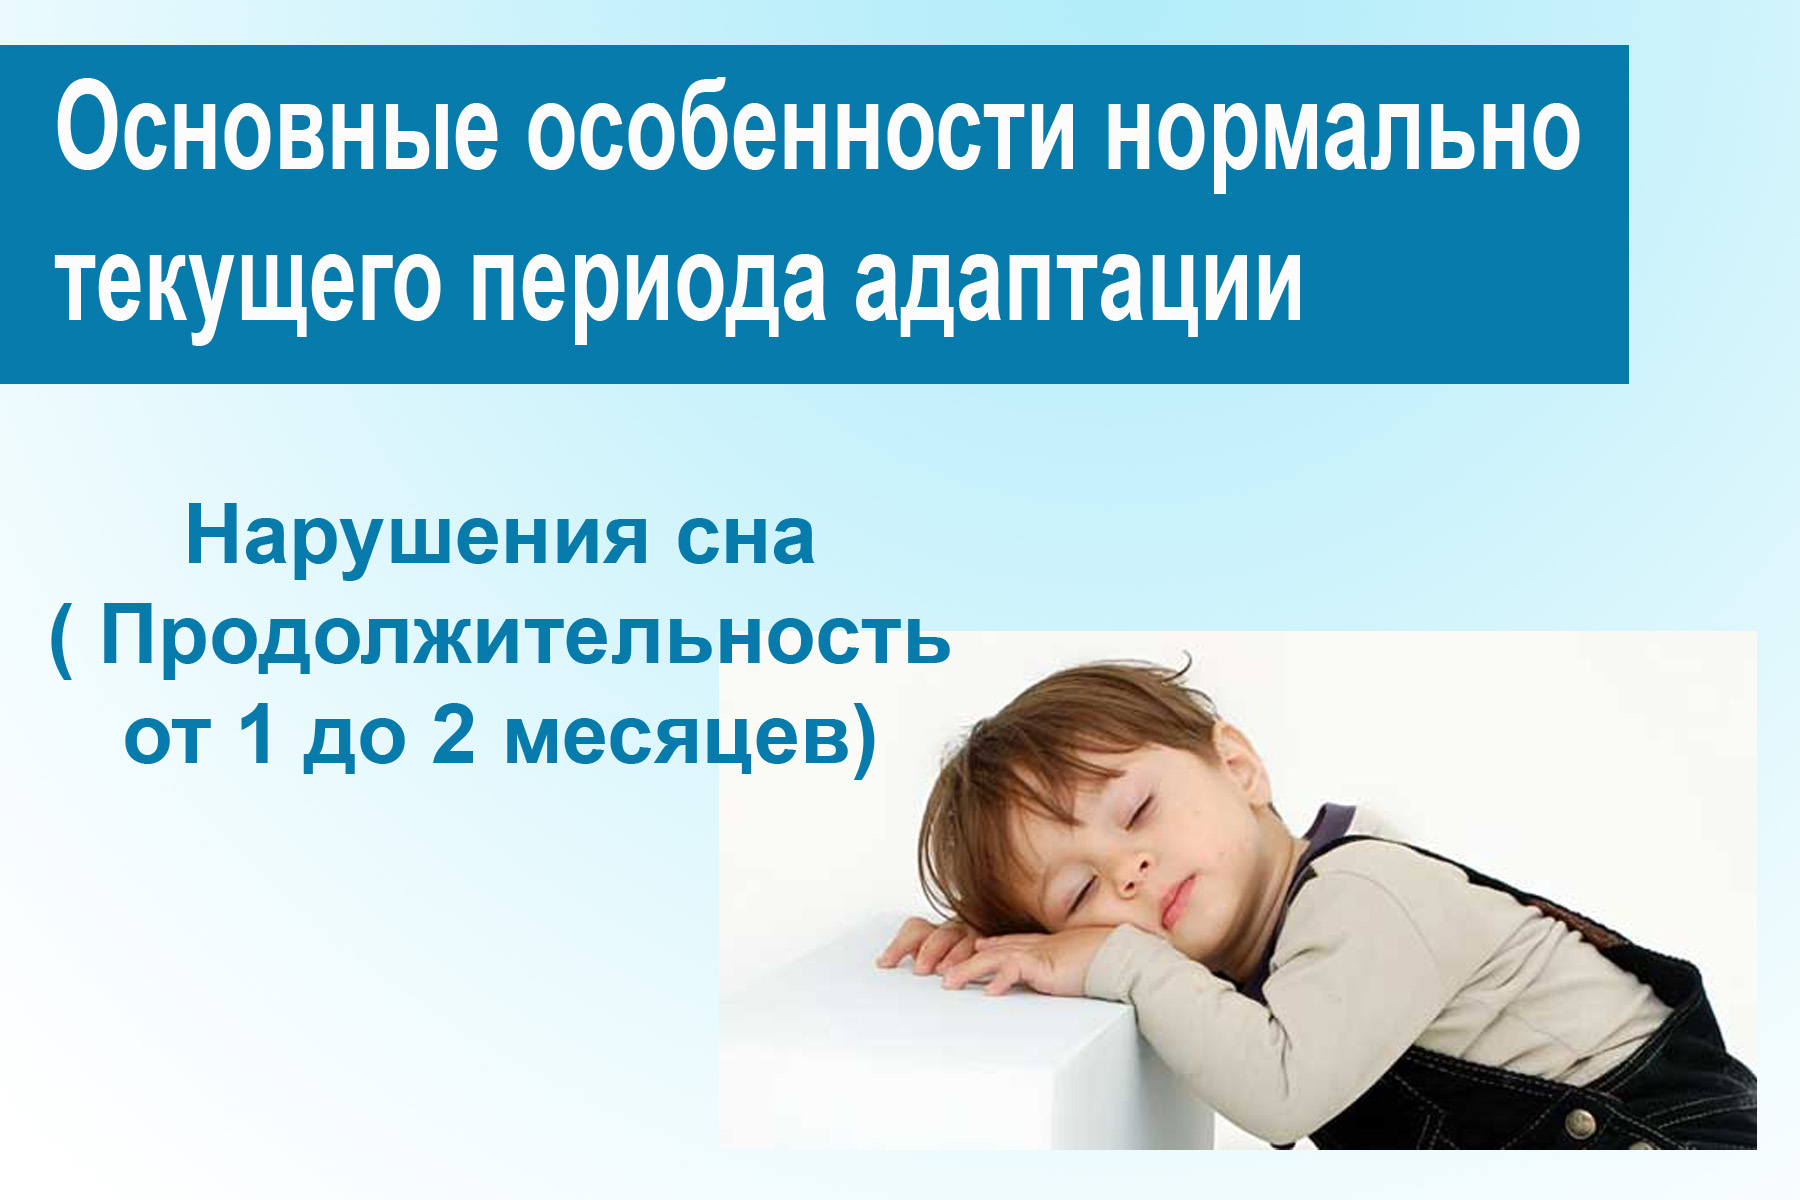 Основные особенности нормально
текущего периода адаптации
Нарушения сна
( Продолжительность
от 1 до 2 месяцев)